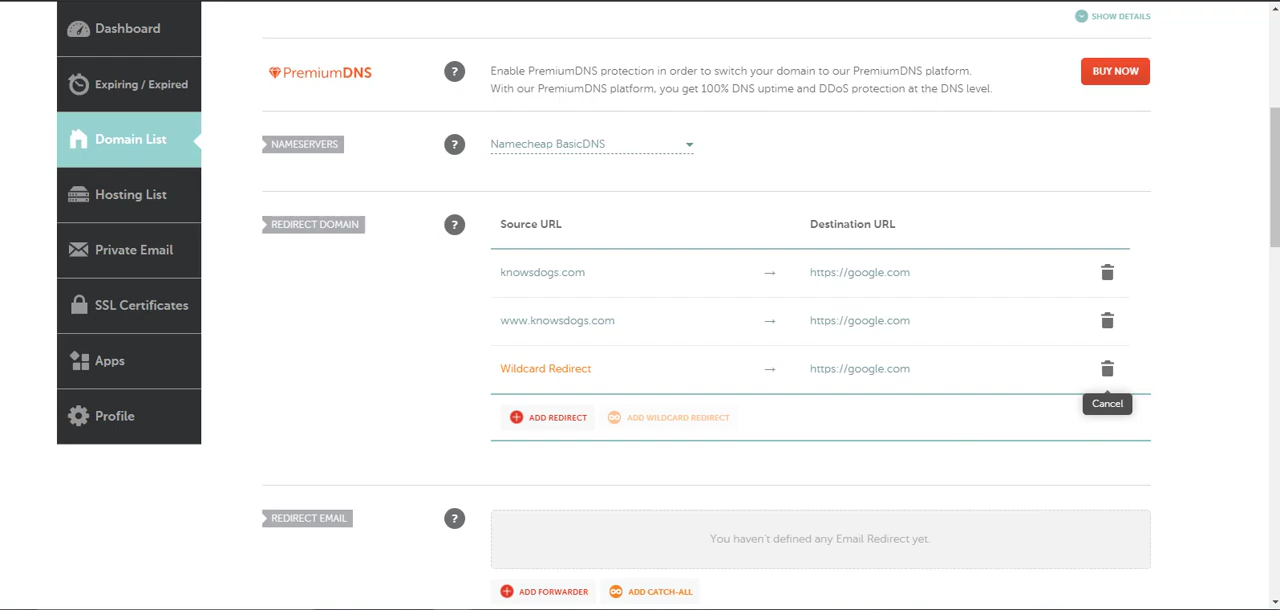 SHOW DETAILS
Dashboard
Expiring / Expired
Domain List
Hosting List
Private Email
SSL Certificates
Apps
Profile
PremiumDNS
?
Enable PremiumDNS protection in order to switch your domain to our PremiumDNS platform.
With our PremiumDNS platform, you get 100% DNS uptime and DDoS protection at the DNS level.
BUY NOW
NAMESERVERS
?
Namecheap BasicDNS
REDIRECT DOMAIN
?
Source URL Destination URL
knowsdogs.com → https://google.com
www.knowsdogs.com → https://google.com
Wildcard Redirect → https://google.com
Cancel
ADD REDIRECT ADD WILDCARD REDIRECT
REDIRECT EMAIL
?
You haven't defined any Email Redirect yet.
ADD FORWARDER ADD CATCH-ALL